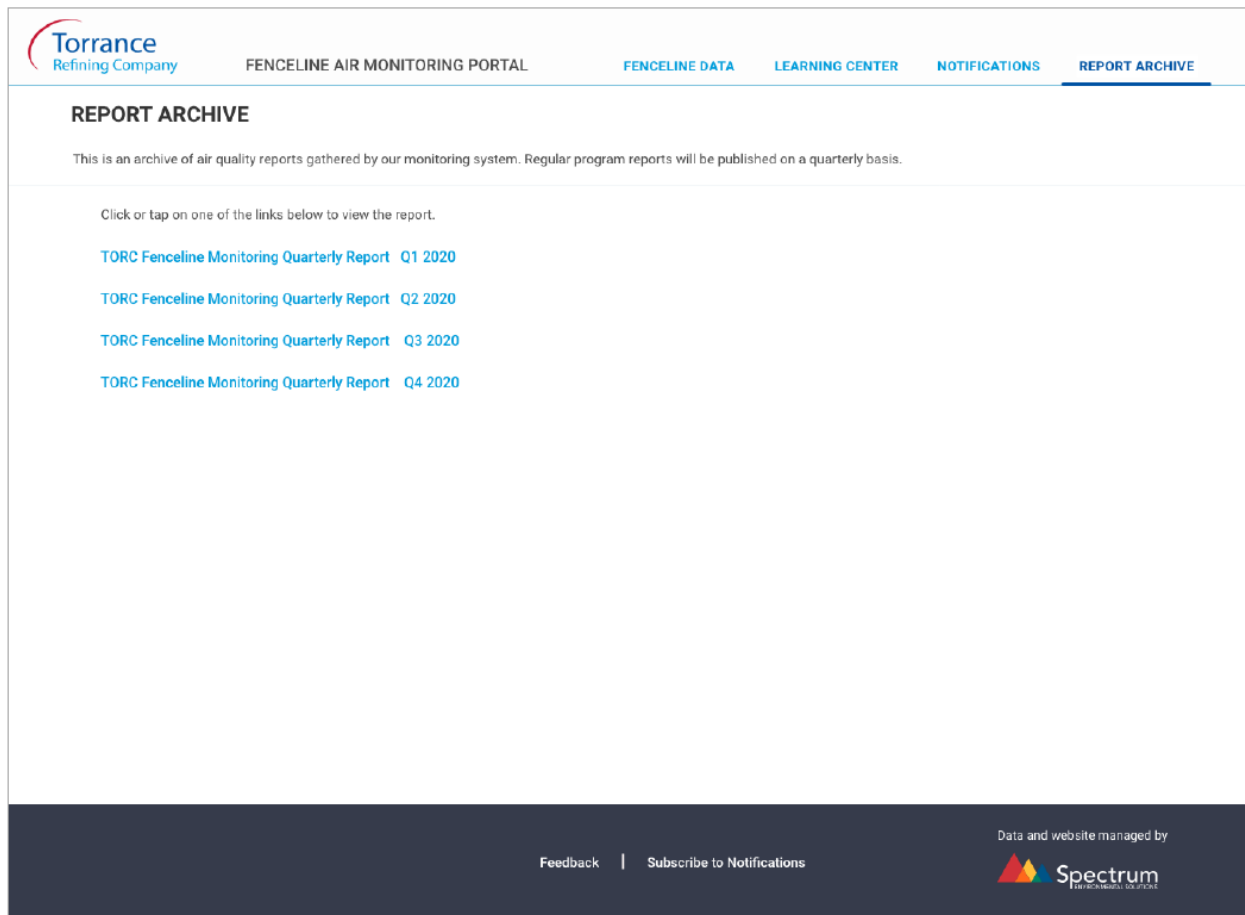 Torrance
Refining Company
FENCELINE AIR MONITORING PORTAL
FENCELINE DATA
LEARNING CENTER
NOTIFICATIONS
REPORT ARCHIVE
REPORT ARCHIVE
This is an archive of air quality reports gathered by our monitoring system. Regular program reports will be published on a quarterly basis.
Click or tap on one of the links below to view the report.
TORC Fenceline Monitoring Quarterly Report Q1 2020
TORC Fenceline Monitoring Quarterly Report Q2 2020
TORC Fenceline Monitoring Quarterly Report Q3 2020
TORC Fenceline Monitoring Quarterly Report Q4 2020
Feedback | Subscribe to Notifications
Data and website managed by
Spectrum
ENVIRONMENTAL SOLUTIONS